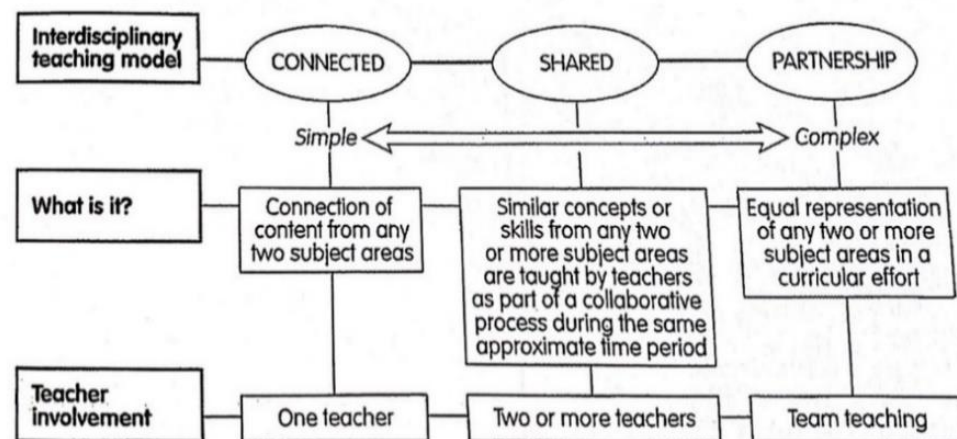 Interdisciplinary
teaching model
CONNECTED
SHARED
PARTNERSHIP
Simple
Complex
What is it?
Connection of
content from any
two subject areas
Similar concepts or
skills from any two
or more subject areas
are taught by teachers
as part of a collaborative
process during the same
approximate time period
Equal representation
of any two or more
subject areas in a
curricular effort
Teacher
involvement
One teacher
Two or more teachers
Team teaching